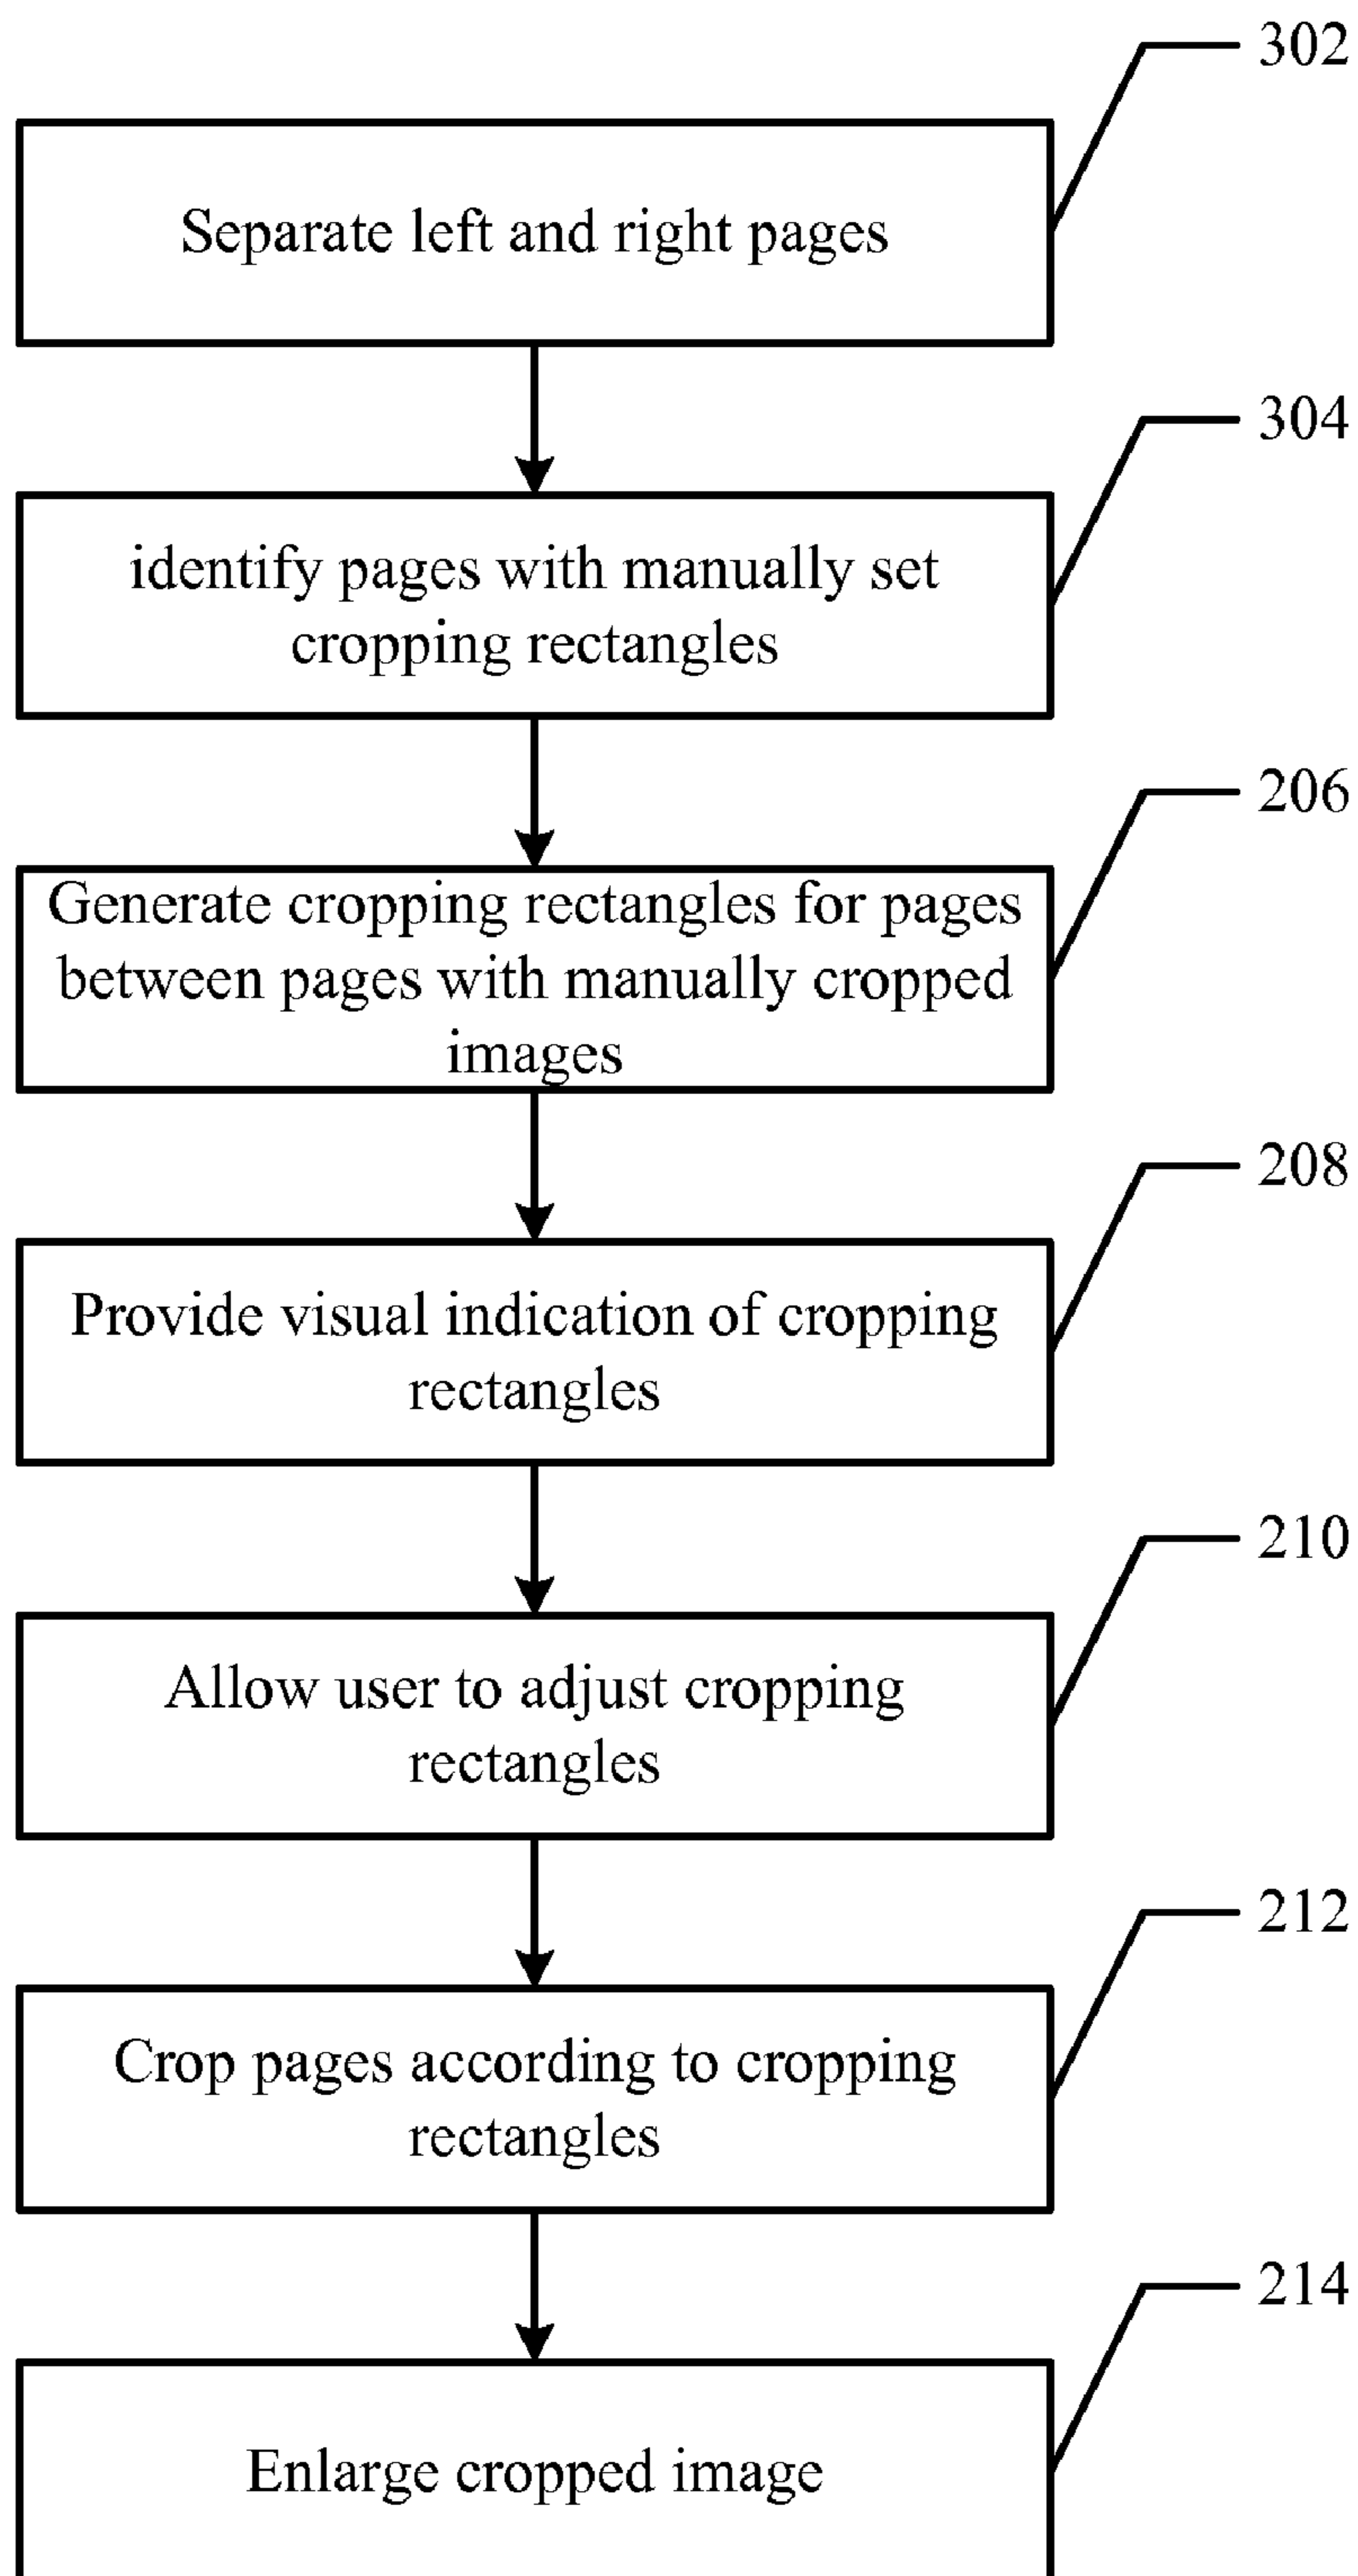 302
Separate left and right pages
304
identify pages with manually set
cropping rectangles
206
Generate cropping rectangles for pages
between pages with manually cropped
images
208
Provide visual indication of cropping
rectangles
210
Allow user to adjust cropping
rectangles
212
Crop pages according to cropping
rectangles
214
Enlarge cropped image